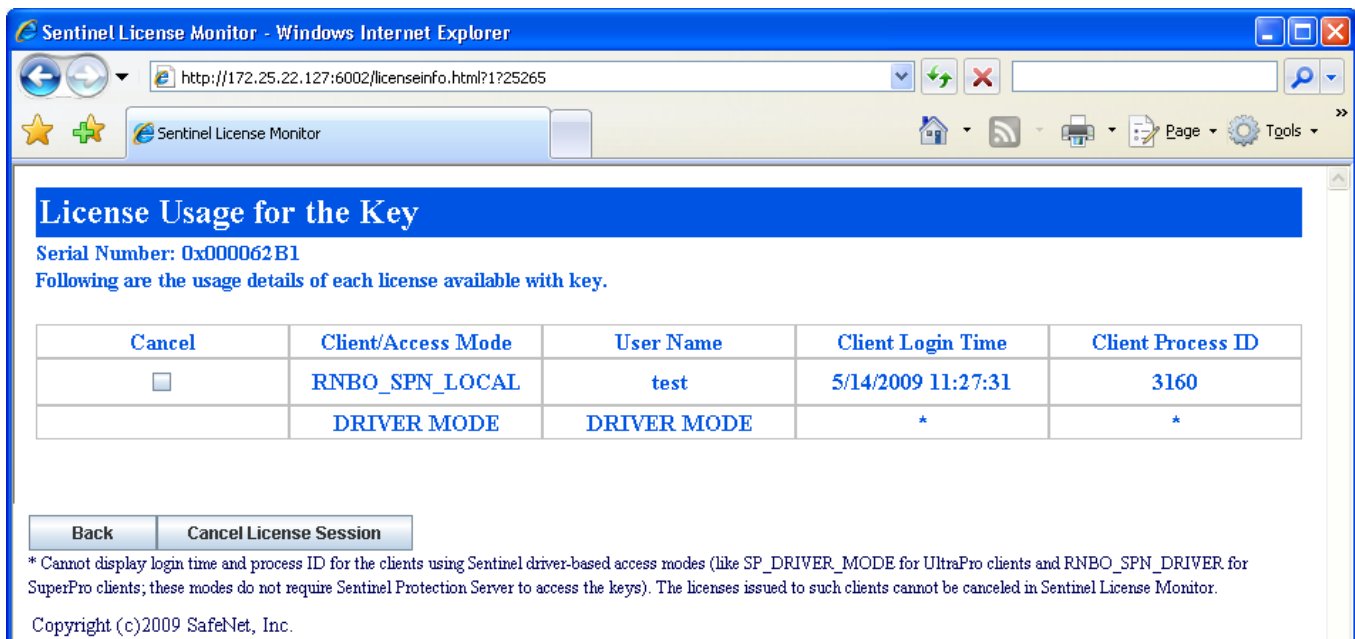 Sentinel License Monitor - Windows Internet Explorer
http://172.25.22.127:6002/licenseinfo.html?1?25265
Sentinel License Monitor
Page
Tools
»
License Usage for the Key
Serial Number: 0x000062B1
Following are the usage details of each license available with key.
Cancel Client/Access Mode User Name Client Login Time Client Process ID
RNBO_SPN_LOCAL test 5/14/2009 11:27:31 3160
DRIVER MODE DRIVER MODE * *
Back Cancel License Session
* Cannot display login time and process ID for the clients using Sentinel driver-based access modes (like SP_DRIVER_MODE for UltraPro clients and RNBO_SPN_DRIVER for
SuperPro clients; these modes do not require Sentinel Protection Server to access the keys). The licenses issued to such clients cannot be canceled in Sentinel License Monitor.
Copyright (c)2009 SafeNet, Inc.